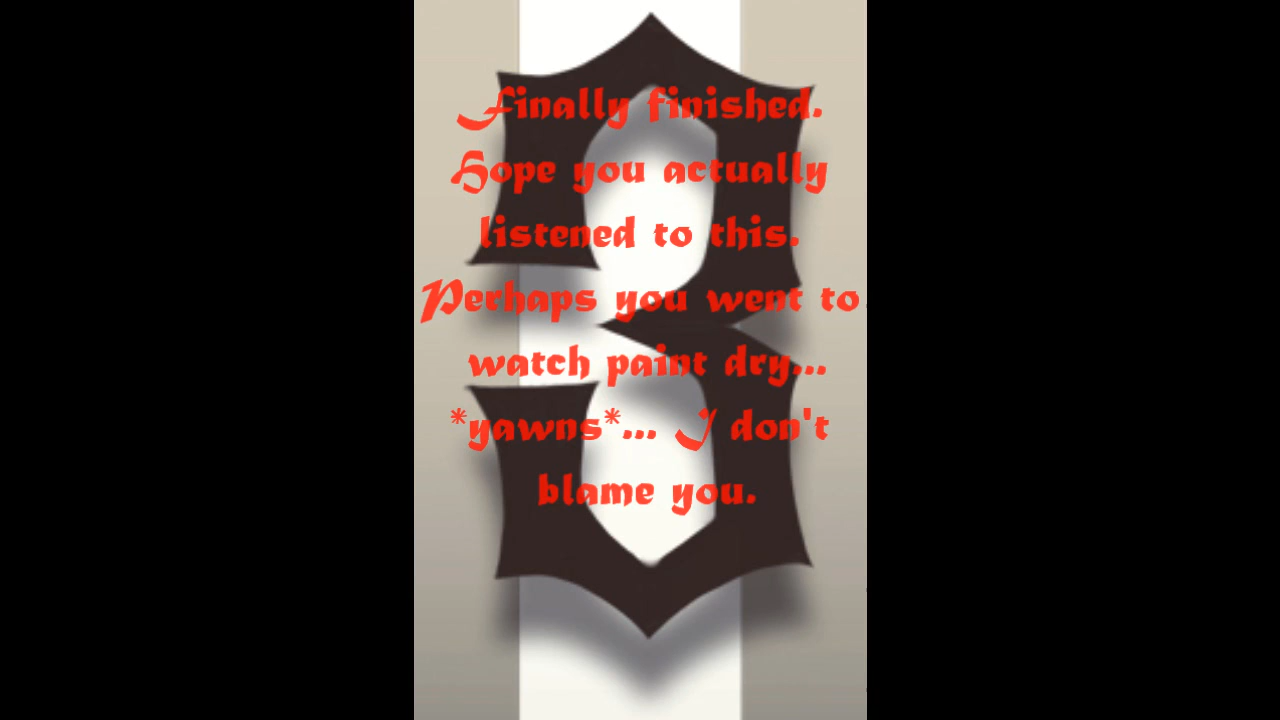 Finally finished.
Hope you actually
listened to this.
Perhaps you went to
watch paint dry...
*yawns*... I don't
blame you.